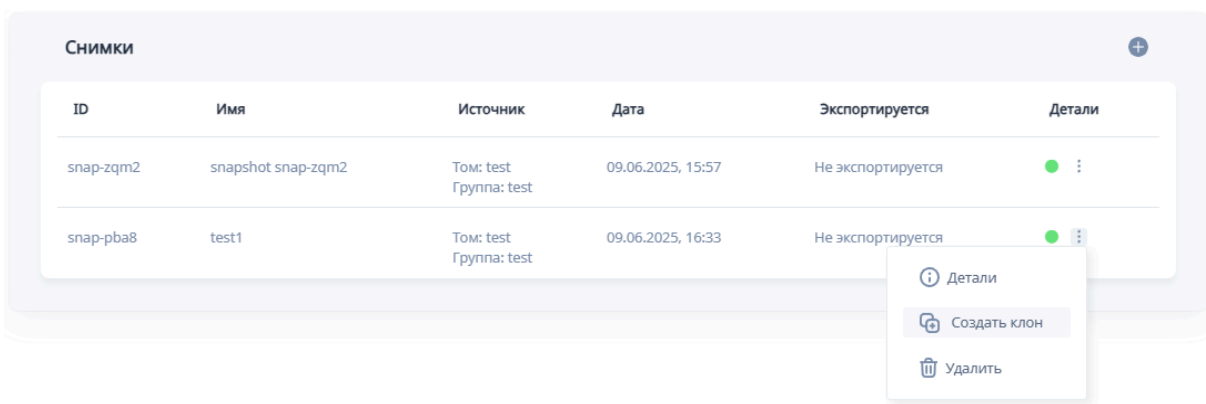 Снимки
ID Имя Источник Дата Экспортируется Детали
snap-zqm2 snapshot snap-zqm2 Том: test 09.06.2025, 15:57 Не экспортируется
Группа: test
snap-pba8 test1 Том: test 09.06.2025, 16:33 Не экспортируется
Группа: test
Детали
Создать клон
Удалить